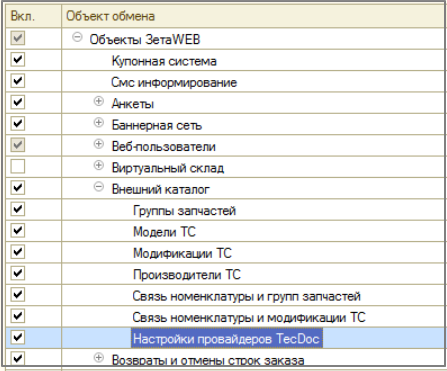 Вкл. Объект обмена
Объекты ЗетаWEB
Купонная система
Смс информирование
Анкеты
Баннерная сеть
Веб-пользователи
Виртуальный склад
Внешний каталог
Группы запчастей
Модели ТС
Модификации ТС
Производители ТС
Связь номенклатуры и групп запчастей
Связь номенклатуры и модификации ТС
Настройки провайдеров TecDoc
Возвраты и отмены строк заказа